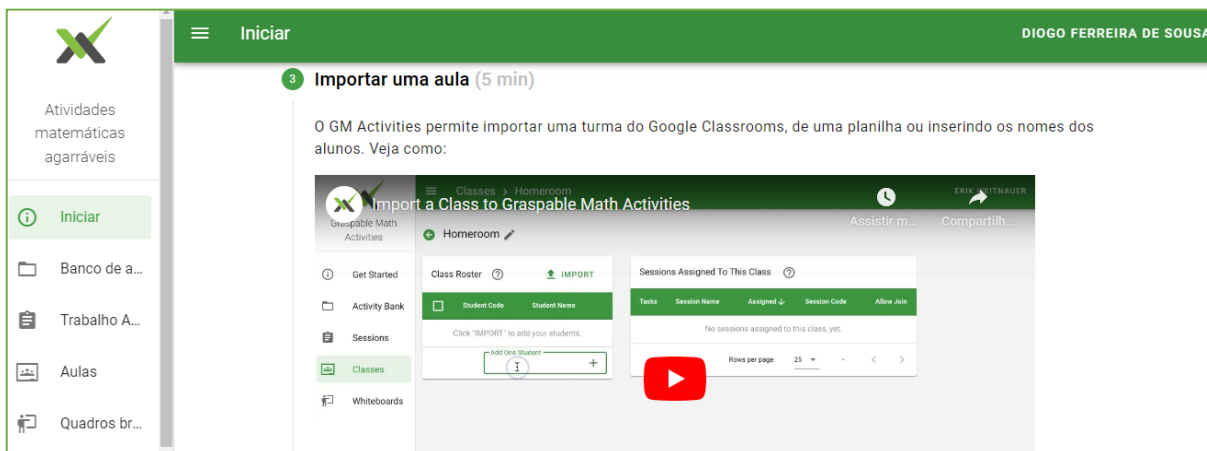 Iniciar
DIOGO FERREIRA DE SOUSA
Atividades
matemáticas
agarráveis
Iniciar
Banco de a...
Trabalho A...
Aulas
Quadros br...
3 Importar uma aula (5 min)
O GM Activities permite importar uma turma do Google Classrooms, de uma planilha ou inserindo os nomes dos
alunos. Veja como:
Import a Class to Graspable Math Activities
Classes > Homeroom
ERIK WEITNAUER
Assistir m...
Compartilh...
Graspable Math
Activities
Homeroom
Get Started
Activity Bank
Sessions
Classes
Whiteboards
Class Roster
IMPORT
Student Code Student Name
Click "IMPORT" to add your students.
Add One Student
Sessions Assigned To This Class
Tasks Session Name Assigned Session Code Allow Join
No sessions assigned to this class, yet.
Rows per page: 25 -